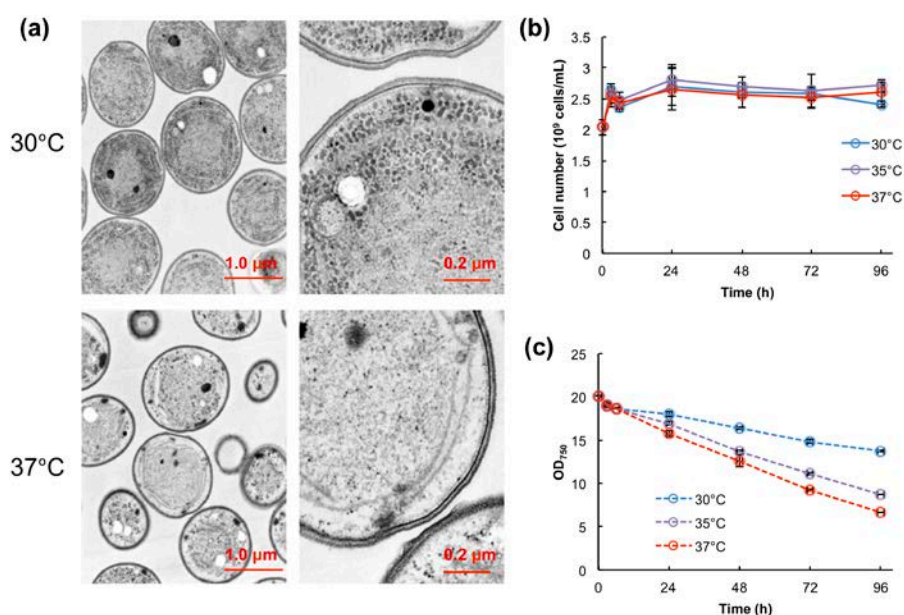 (a)
30°C
1.0 µm
0.2 µm
37°C
1.0 µm
0.2 µm
(b)
Cell number (10⁹ cells/mL)
3.5
3
2.5
2
1.5
1
0.5
0
30°C
35°C
37°C
0 24 48 72 96
Time (h)
(c)
OD₇₅₀
25
20
15
10
5
0
30°C
35°C
37°C
0 24 48 72 96
Time (h)